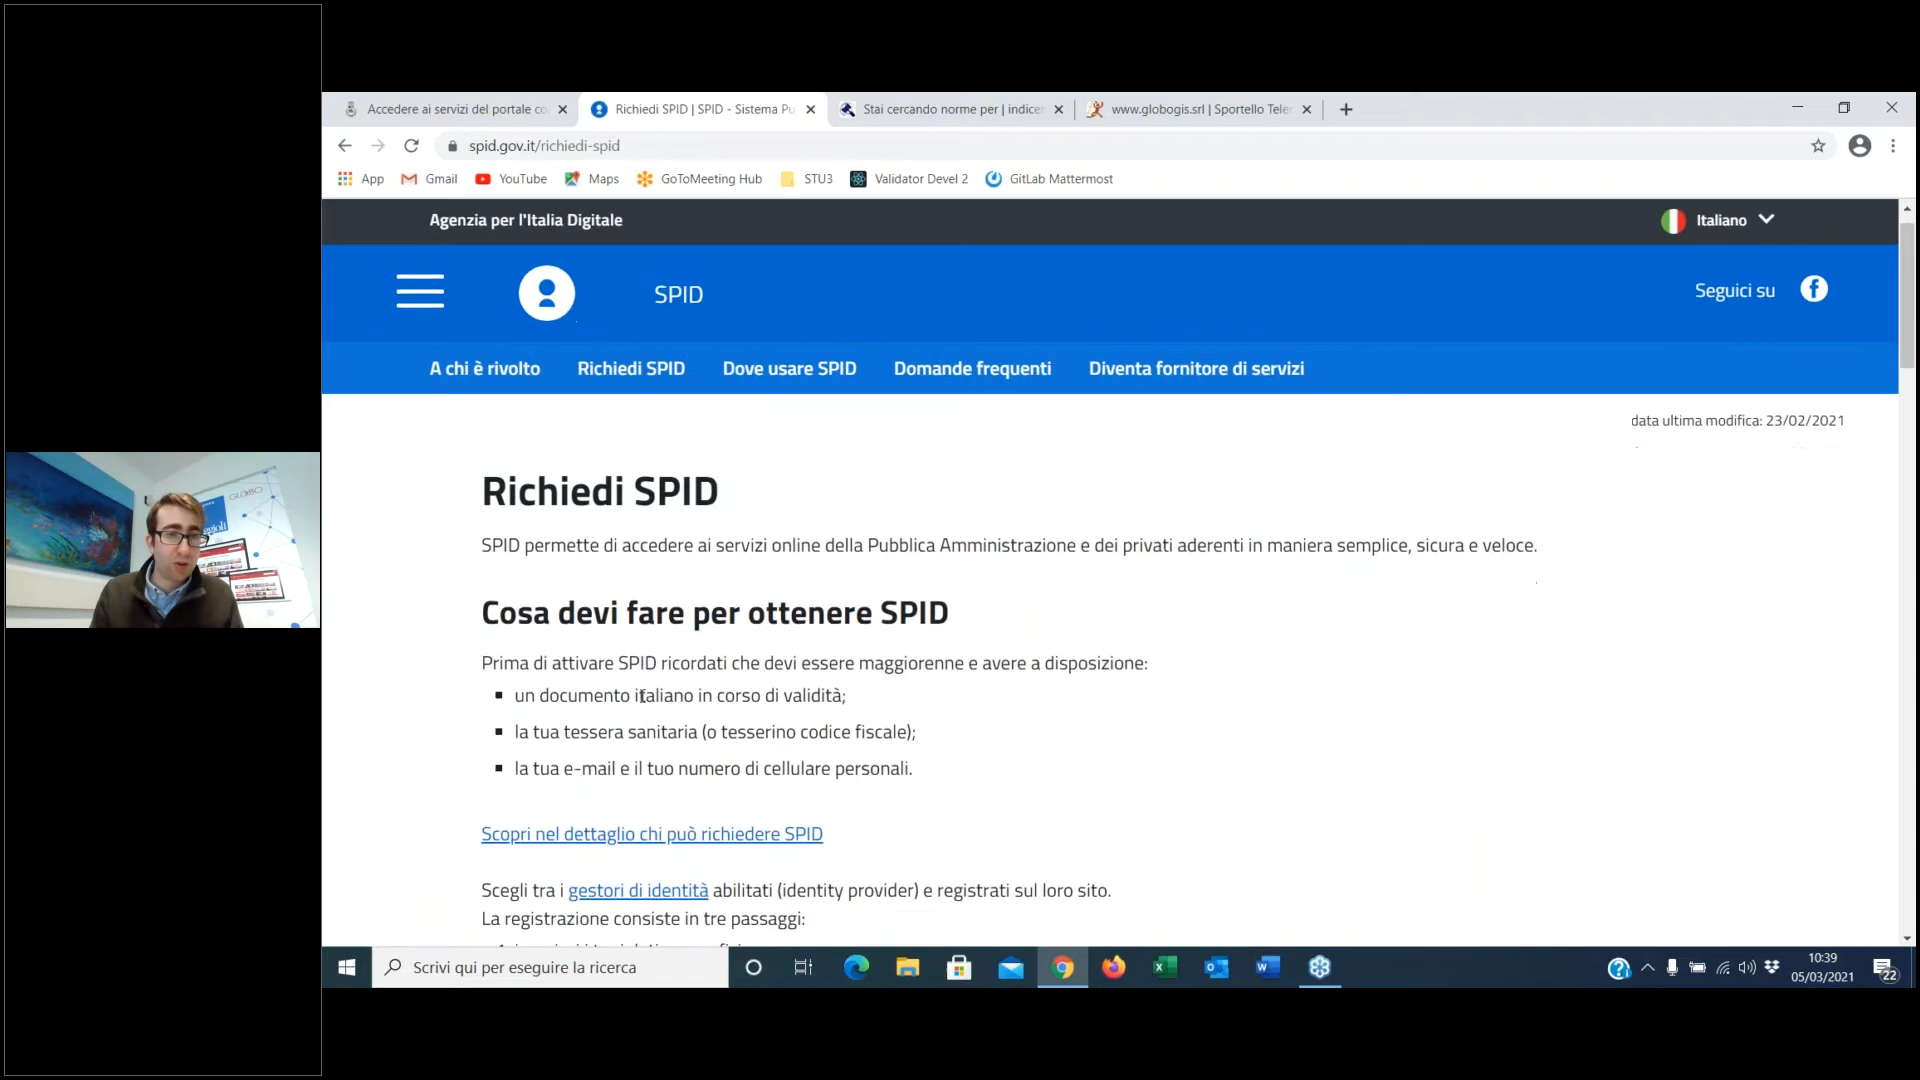 Accedere ai servizi del portale co
Richiedi SPID | SPID - Sistema Pu
Stai cercando norme per | indice
www.globogis.srl | Sportello Tele
spid.gov.it/richiedi-spid
App
Gmail
YouTube
Maps
GoToMeeting Hub
STU3
Validator Devel 2
GitLab Mattermost
Agenzia per l'Italia Digitale
Italiano
SPID
Seguici su
A chi è rivolto
Richiedi SPID
Dove usare SPID
Domande frequenti
Diventa fornitore di servizi
data ultima modifica: 23/02/2021
Richiedi SPID
SPID permette di accedere ai servizi online della Pubblica Amministrazione e dei privati aderenti in maniera semplice, sicura e veloce.
Cosa devi fare per ottenere SPID
Prima di attivare SPID ricordati che devi essere maggiorenne e avere a disposizione:
un documento italiano in corso di validità;
la tua tessera sanitaria (o tesserino codice fiscale);
la tua e-mail e il tuo numero di cellulare personali.
Scopri nel dettaglio chi può richiedere SPID
Scegli tra i gestori di identità abilitati (identity provider) e registrati sul loro sito.
La registrazione consiste in tre passaggi:
GLOBO
ggioli
Scrivi qui per eseguire la ricerca
10:39
05/03/2021
22